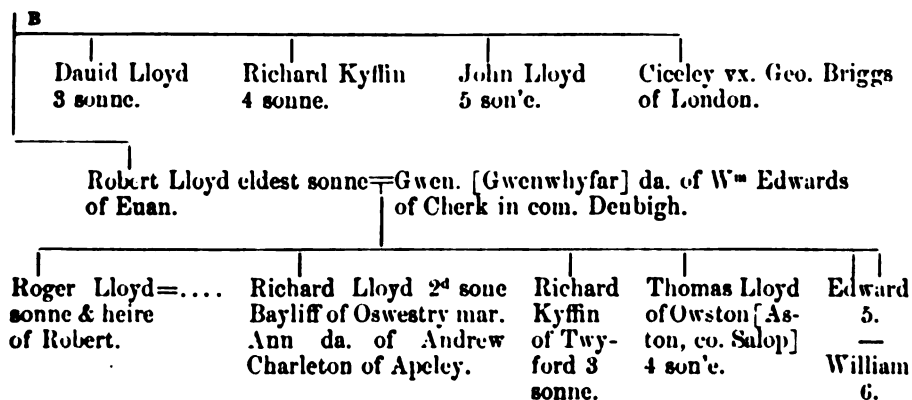 B
Dauid Lloyd
3 sonne.
Richard Kyffin
4 sonne.
John Lloyd
5 son'e.
Ciceley vx. Geo. Briggs
of London.
Robert Lloyd eldest sonne=Gwen. [Gwenwhyfar] da. of Wᵐ Edwards
of Euan.
of Cherk in com. Denbigh.
Roger Lloyd=....
sonne & heire
of Robert.
Richard Lloyd 2ᵈ sone
Bayliff of Oswestry mar.
Ann da. of Andrew
Charleton of Apeley.
Richard
Kyffin
of Twy-
ford 3
sonne.
Thomas Lloyd
of Owston [As-
ton, co. Salop]
4 son'e.
Edward
5.
—
William
6.